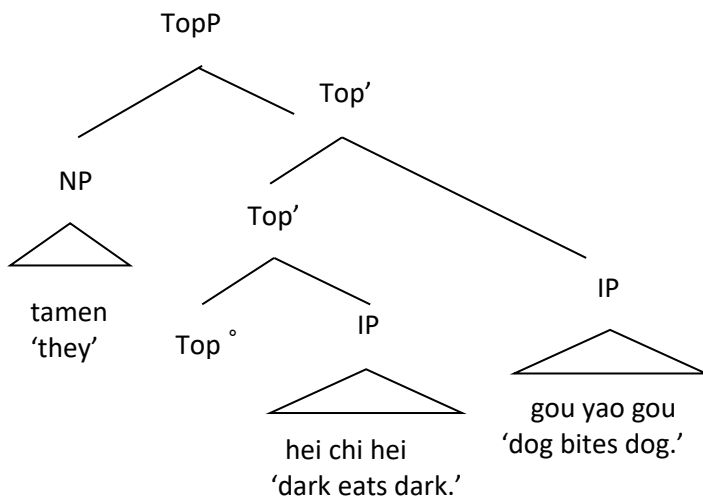 TopP
Top’
NP
Top’
tamen
‘they’
IP
Top °
IP
gou yao gou
‘dog bites dog.’
hei chi hei
‘dark eats dark.’